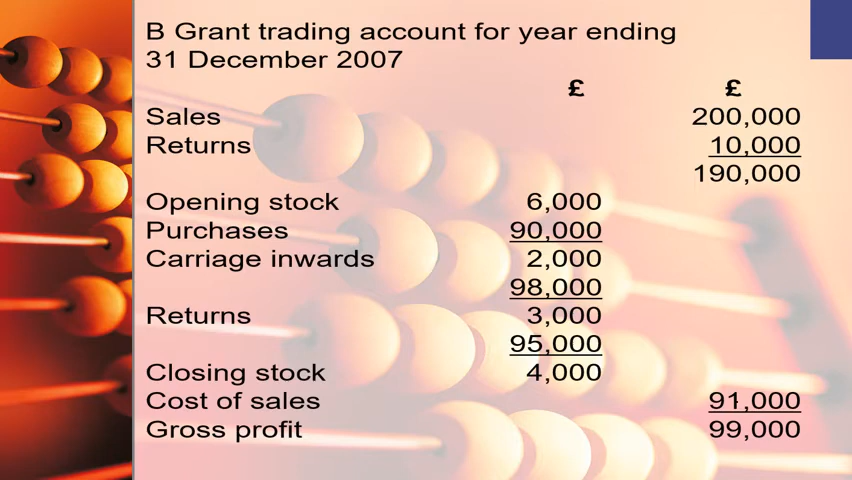 B Grant trading account for year ending
31 December 2007
£ £
Sales 200,000
Returns 10,000
190,000
Opening stock 6,000
Purchases 90,000
Carriage inwards 2,000
98,000
Returns 3,000
95,000
Closing stock 4,000
Cost of sales 91,000
Gross profit 99,000